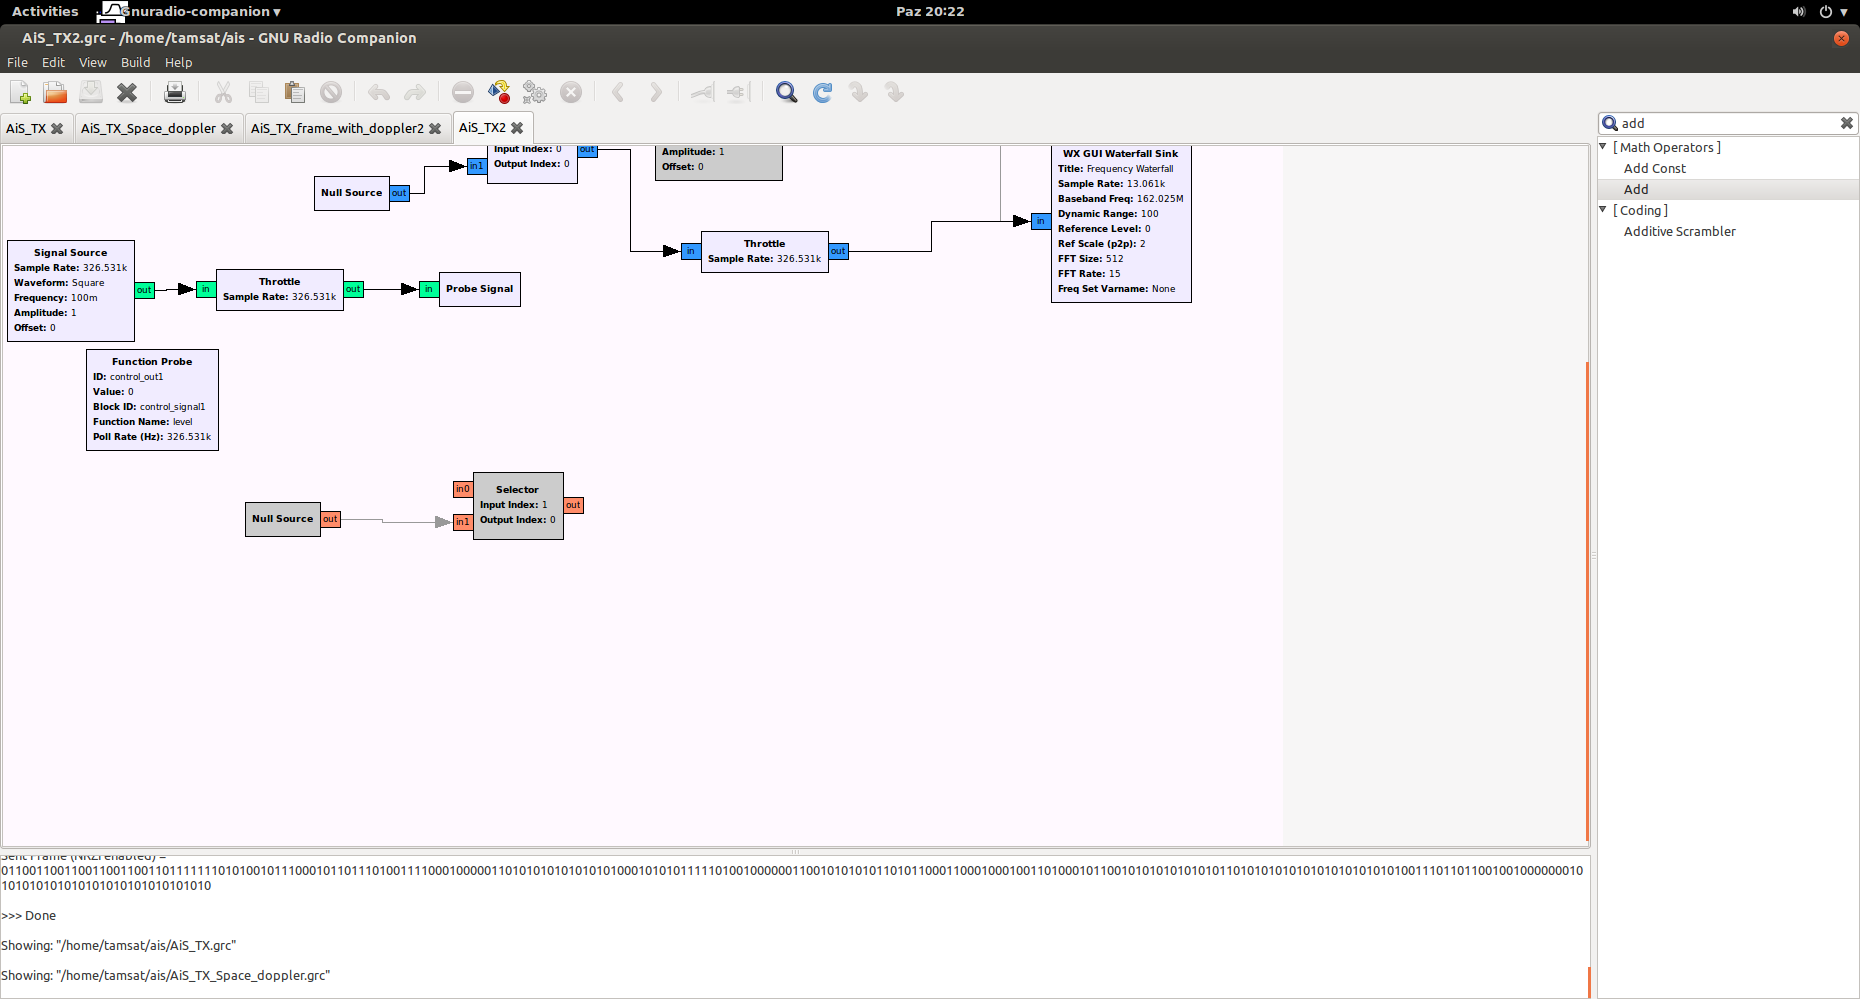 Activities
Gnuradio-companion ▾
Paz 20:22
AiS_TX2.grc - /home/tamsat/ais - GNU Radio Companion
File Edit View Build Help
AiS_TX
AiS_TX_Space_doppler
AiS_TX_frame_with_doppler2
AiS_TX2
add
[ Math Operators ]
Add Const
Add
[ Coding ]
Additive Scrambler
Input Index: 0
Output Index: 0
in1
out
Null Source
out
Amplitude: 1
Offset: 0
WX GUI Waterfall Sink
Title: Frequency Waterfall
Sample Rate: 13.061k
Baseband Freq: 162.025M
Dynamic Range: 100
Reference Level: 0
Ref Scale (p2p): 2
FFT Size: 512
FFT Rate: 15
Freq Set Varname: None
in
in
Throttle
Sample Rate: 326.531k
out
Signal Source
Sample Rate: 326.531k
Waveform: Square
Frequency: 100m
Amplitude: 1
Offset: 0
out
in
Throttle
Sample Rate: 326.531k
out
in
Probe Signal
Function Probe
ID: control_out1
Value: 0
Block ID: control_signal1
Function Name: level
Poll Rate (Hz): 326.531k
Null Source
out
in0
in1
Selector
Input Index: 1
Output Index: 0
out
Sent Frame (NRZI enabled) =
>>> Done
Showing: "/home/tamsat/ais/AiS_TX.grc"
Showing: "/home/tamsat/ais/AiS_TX_Space_doppler.grc"